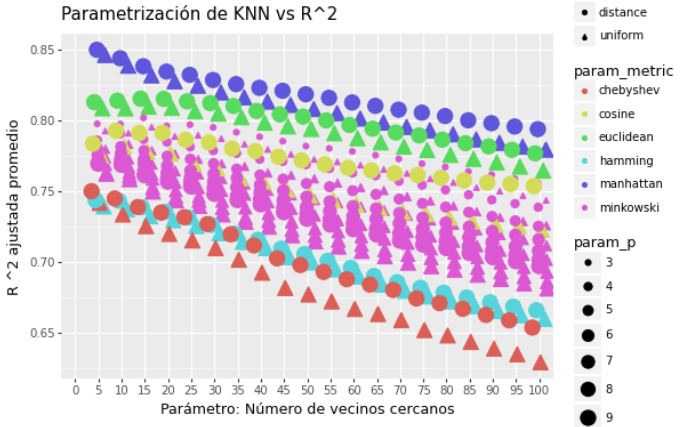 Parametrización de KNN vs R^2
R ^2 ajustada promedio
0.85
0.80
0.75
0.70
0.65
0 5 10 15 20 25 30 35 40 45 50 55 60 65 70 75 80 85 90 95 100
Parámetro: Número de vecinos cercanos
distance
uniform
param_metric
chebyshev
cosine
euclidean
hamming
manhattan
minkowski
param_p
3
4
5
6
7
8
9